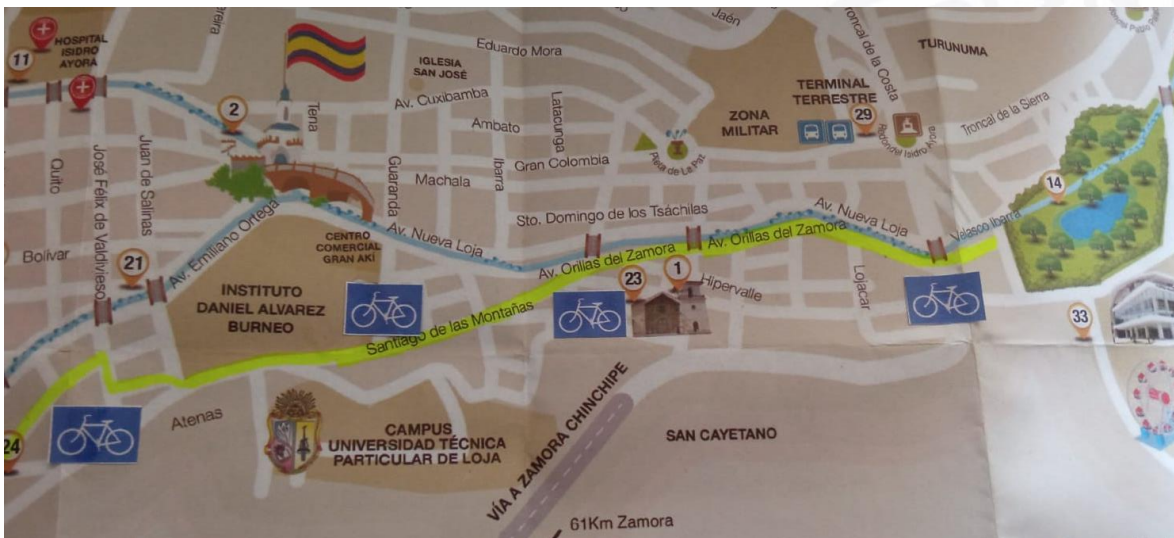 Jaén
Troncal de la Costa
TURUNUMA
HOSPITAL
ISIDRO
AYORA
11
Eduardo Mora
IGLESIA
SAN JOSÉ
Av. Cuxibamba
Tena
2
Latacunga
Ambato
ZONA
MILITAR
TERMINAL
TERRESTRE
29
Redondel Isidro Ayora
Troncal de la Sierra
Quito
José Félix de Valdivieso
Juan de Salinas
Guaranda
Machala
Ibarra
Gran Colombia
14
Sto. Domingo de los Tsáchilas
Av. Nueva Loja
Velasco Ibarra
Bolívar
21
Av. Emiliano Ortega
CENTRO
COMERCIAL
GRAN AKÍ
Av. Nueva Loja
Av. Orillas del Zamora
Av. Orillas del Zamora
INSTITUTO
DANIEL ALVAREZ
BURNEO
23
1
Hipervalle
Lojacar
33
Santiago de las Montañas
24
Atenas
CAMPUS
UNIVERSIDAD TÉCNICA
PARTICULAR DE LOJA
VÍA A ZAMORA CHINCHIPE
SAN CAYETANO
61Km Zamora